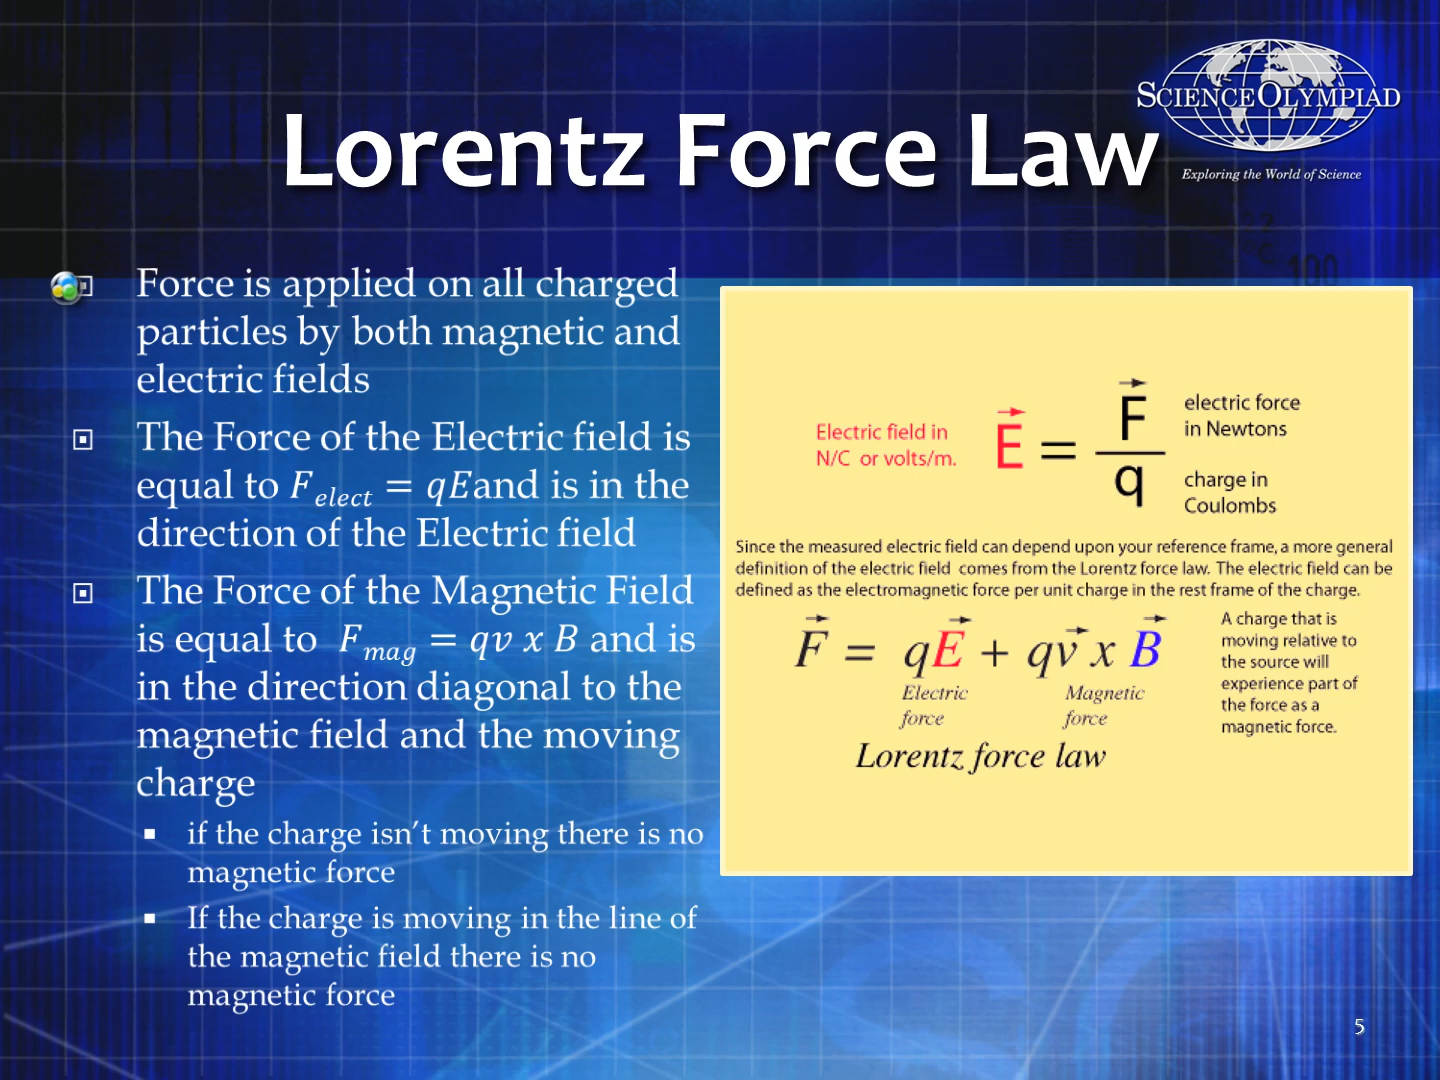 SCIENCE OLYMPIAD
Exploring the World of Science
Lorentz Force Law
Force is applied on all charged
particles by both magnetic and
electric fields
The Force of the Electric field is
equal to F_elect = qEand is in the
direction of the Electric field
The Force of the Magnetic Field
is equal to F_mag = qv x B and is
in the direction diagonal to the
magnetic field and the moving
charge
if the charge isn't moving there is no
magnetic force
If the charge is moving in the line of
the magnetic field there is no
magnetic force
Electric field in
N/C or volts/m.
E = F / q
electric force
in Newtons
charge in
Coulombs
Since the measured electric field can depend upon your reference frame, a more general
definition of the electric field comes from the Lorentz force law. The electric field can be
defined as the electromagnetic force per unit charge in the rest frame of the charge.
F = qE + qv x B
Electric
force
Magnetic
force
Lorentz force law
A charge that is
moving relative to
the source will
experience part of
the force as a
magnetic force.
100
5